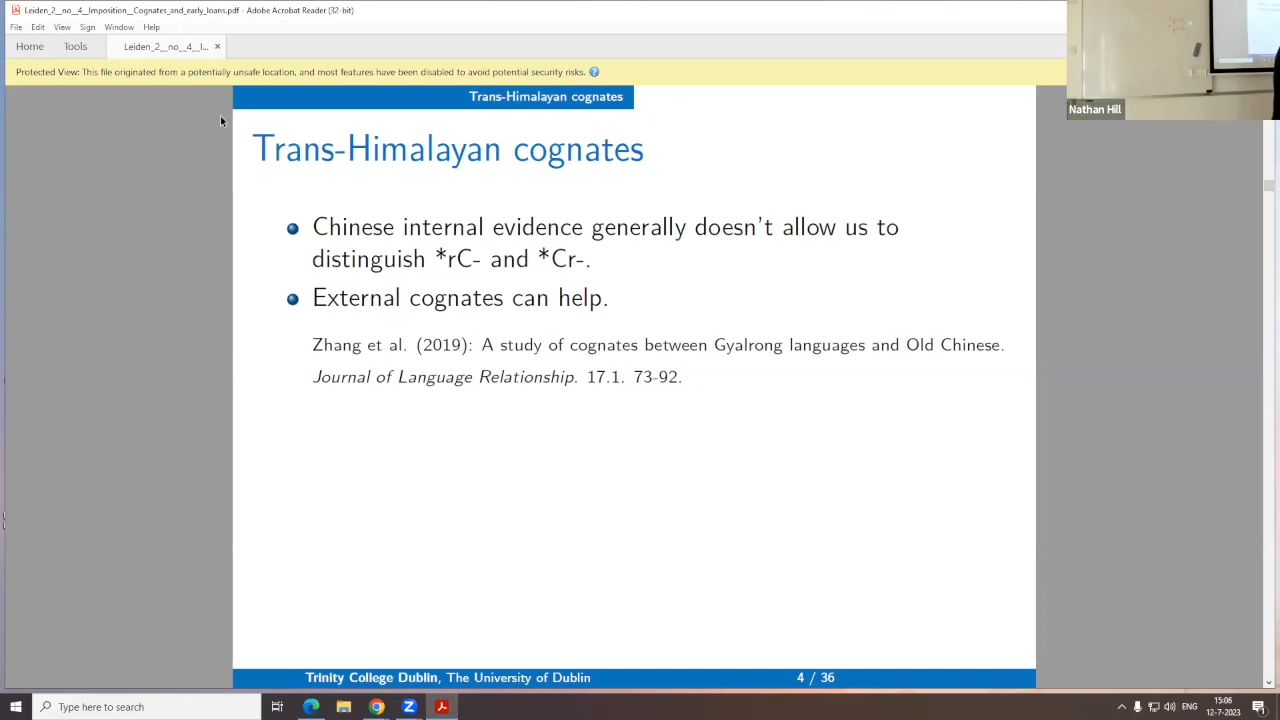 Leiden_2__no__4__Imposition__Cognates_and_early_loans.pdf - Adobe Acrobat Reader (32-bit)
File Edit View Sign Window Help
Home Tools Leiden_2__no__4__I... ×
Protected View: This file originated from a potentially unsafe location, and most features have been disabled to avoid potential security risks. ?
Nathan Hill
Trans-Himalayan cognates
Trans-Himalayan cognates
Chinese internal evidence generally doesn't allow us to
distinguish *rC- and *Cr-.
External cognates can help.
Zhang et al. (2019): A study of cognates between Gyalrong languages and Old Chinese.
Journal of Language Relationship. 17.1. 73-92.
Trinity College Dublin, The University of Dublin 4 / 36
Type here to search
ENG 15:06
12-7-2023